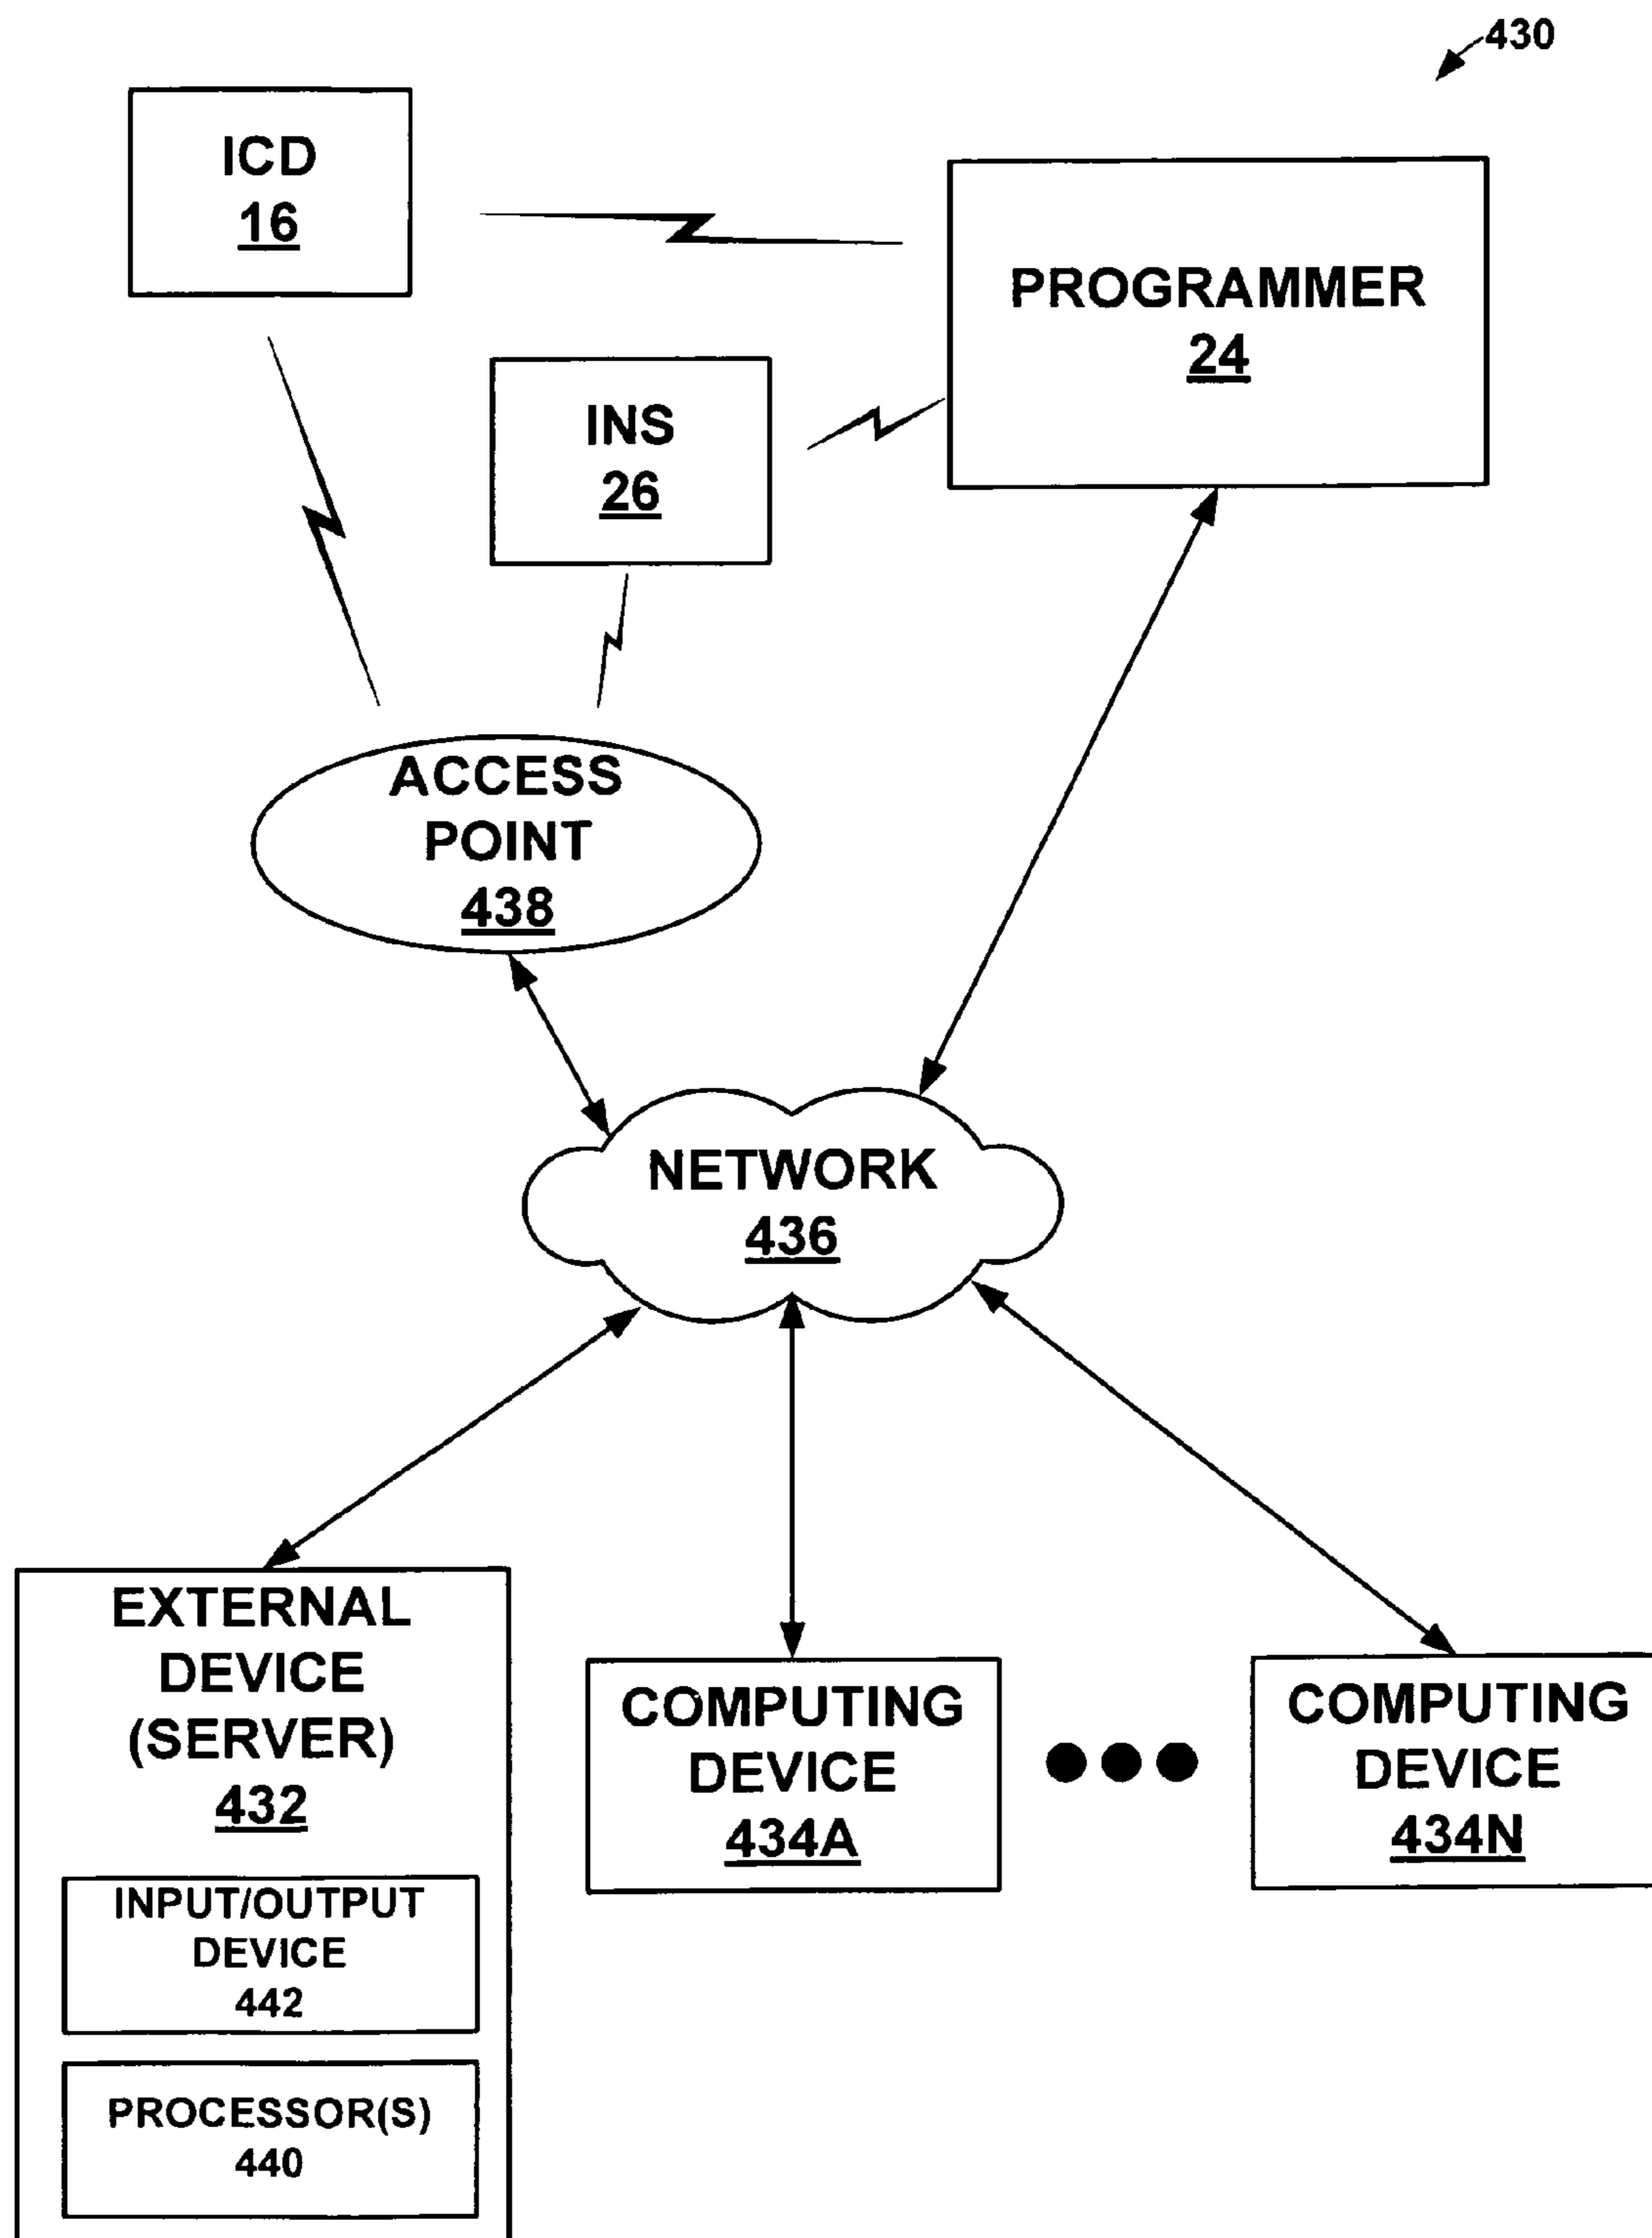 430
ICD
16
PROGRAMMER
24
INS
26
ACCESS
POINT
438
NETWORK
436
EXTERNAL
DEVICE
(SERVER)
432
INPUT/OUTPUT
DEVICE
442
PROCESSOR(S)
440
COMPUTING
DEVICE
434A
COMPUTING
DEVICE
434N